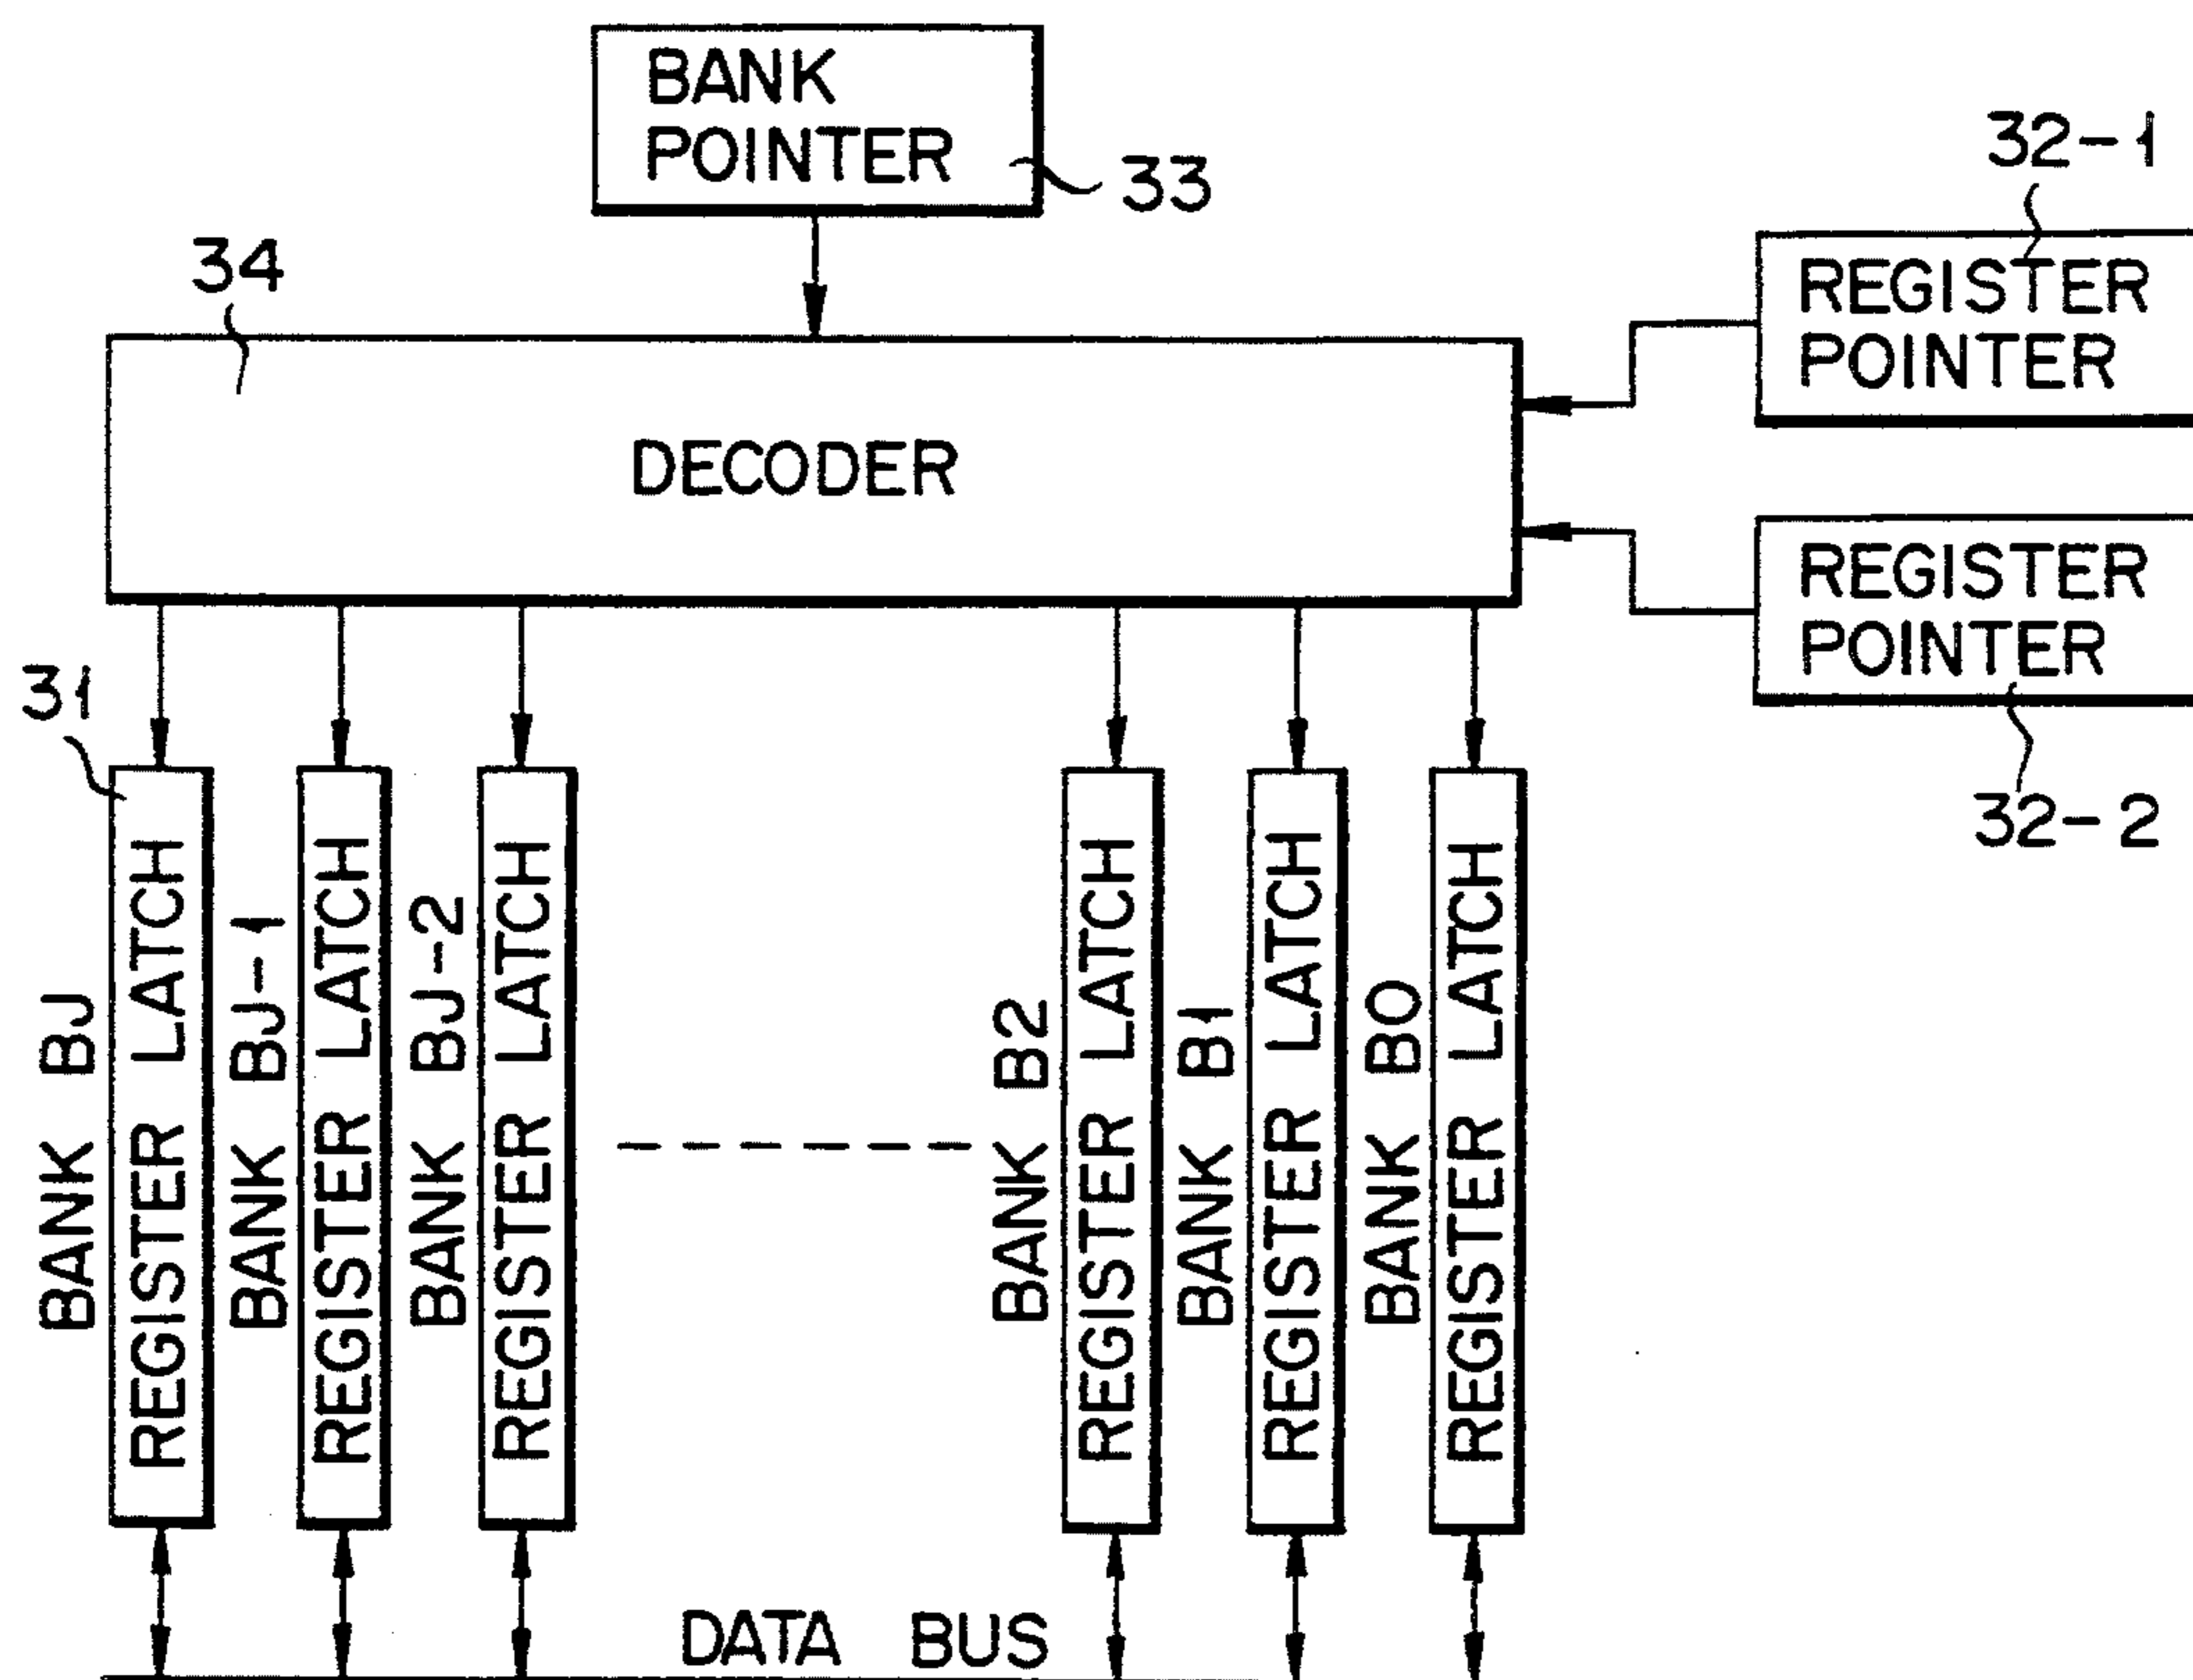 BANK
POINTER
33
32-1
34
REGISTER
POINTER
DECODER
REGISTER
POINTER
32-2
31
BANK BJ
REGISTER LATCH
BANK BJ-1
REGISTER LATCH
BANK BJ-2
REGISTER LATCH
BANK B2
REGISTER LATCH
BANK B1
REGISTER LATCH
BANK B0
REGISTER LATCH
DATA BUS